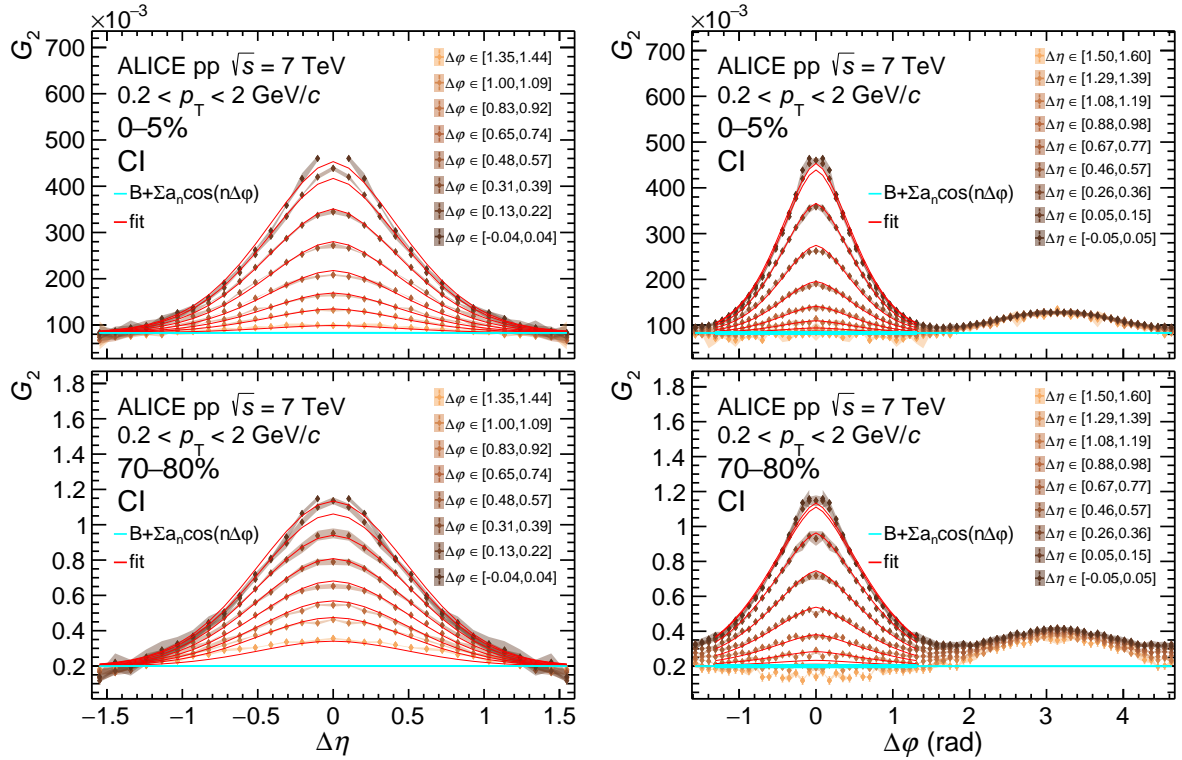 ×10⁻³
G₂
700
600
500
400
300
200
100
ALICE pp √s = 7 TeV
0.2 < p_T < 2 GeV/c
0–5%
CI
B+Σaₙcos(nΔφ)
fit
Δφ ∈ [1.35,1.44]
Δφ ∈ [1.00,1.09]
Δφ ∈ [0.83,0.92]
Δφ ∈ [0.65,0.74]
Δφ ∈ [0.48,0.57]
Δφ ∈ [0.31,0.39]
Δφ ∈ [0.13,0.22]
Δφ ∈ [-0.04,0.04]
×10⁻³
G₂
700
600
500
400
300
200
100
ALICE pp √s = 7 TeV
0.2 < p_T < 2 GeV/c
0–5%
CI
B+Σaₙcos(nΔφ)
fit
Δη ∈ [1.50,1.60]
Δη ∈ [1.29,1.39]
Δη ∈ [1.08,1.19]
Δη ∈ [0.88,0.98]
Δη ∈ [0.67,0.77]
Δη ∈ [0.46,0.57]
Δη ∈ [0.26,0.36]
Δη ∈ [0.05,0.15]
Δη ∈ [-0.05,0.05]
G₂
1.8
1.6
1.4
1.2
1
0.8
0.6
0.4
0.2
ALICE pp √s = 7 TeV
0.2 < p_T < 2 GeV/c
70–80%
CI
B+Σaₙcos(nΔφ)
fit
Δφ ∈ [1.35,1.44]
Δφ ∈ [1.00,1.09]
Δφ ∈ [0.83,0.92]
Δφ ∈ [0.65,0.74]
Δφ ∈ [0.48,0.57]
Δφ ∈ [0.31,0.39]
Δφ ∈ [0.13,0.22]
Δφ ∈ [-0.04,0.04]
−1.5 −1 −0.5 0 0.5 1 1.5
Δη
G₂
1.8
1.6
1.4
1.2
1
0.8
0.6
0.4
0.2
ALICE pp √s = 7 TeV
0.2 < p_T < 2 GeV/c
70–80%
CI
B+Σaₙcos(nΔφ)
fit
Δη ∈ [1.50,1.60]
Δη ∈ [1.29,1.39]
Δη ∈ [1.08,1.19]
Δη ∈ [0.88,0.98]
Δη ∈ [0.67,0.77]
Δη ∈ [0.46,0.57]
Δη ∈ [0.26,0.36]
Δη ∈ [0.05,0.15]
Δη ∈ [-0.05,0.05]
−1 0 1 2 3 4
Δφ (rad)